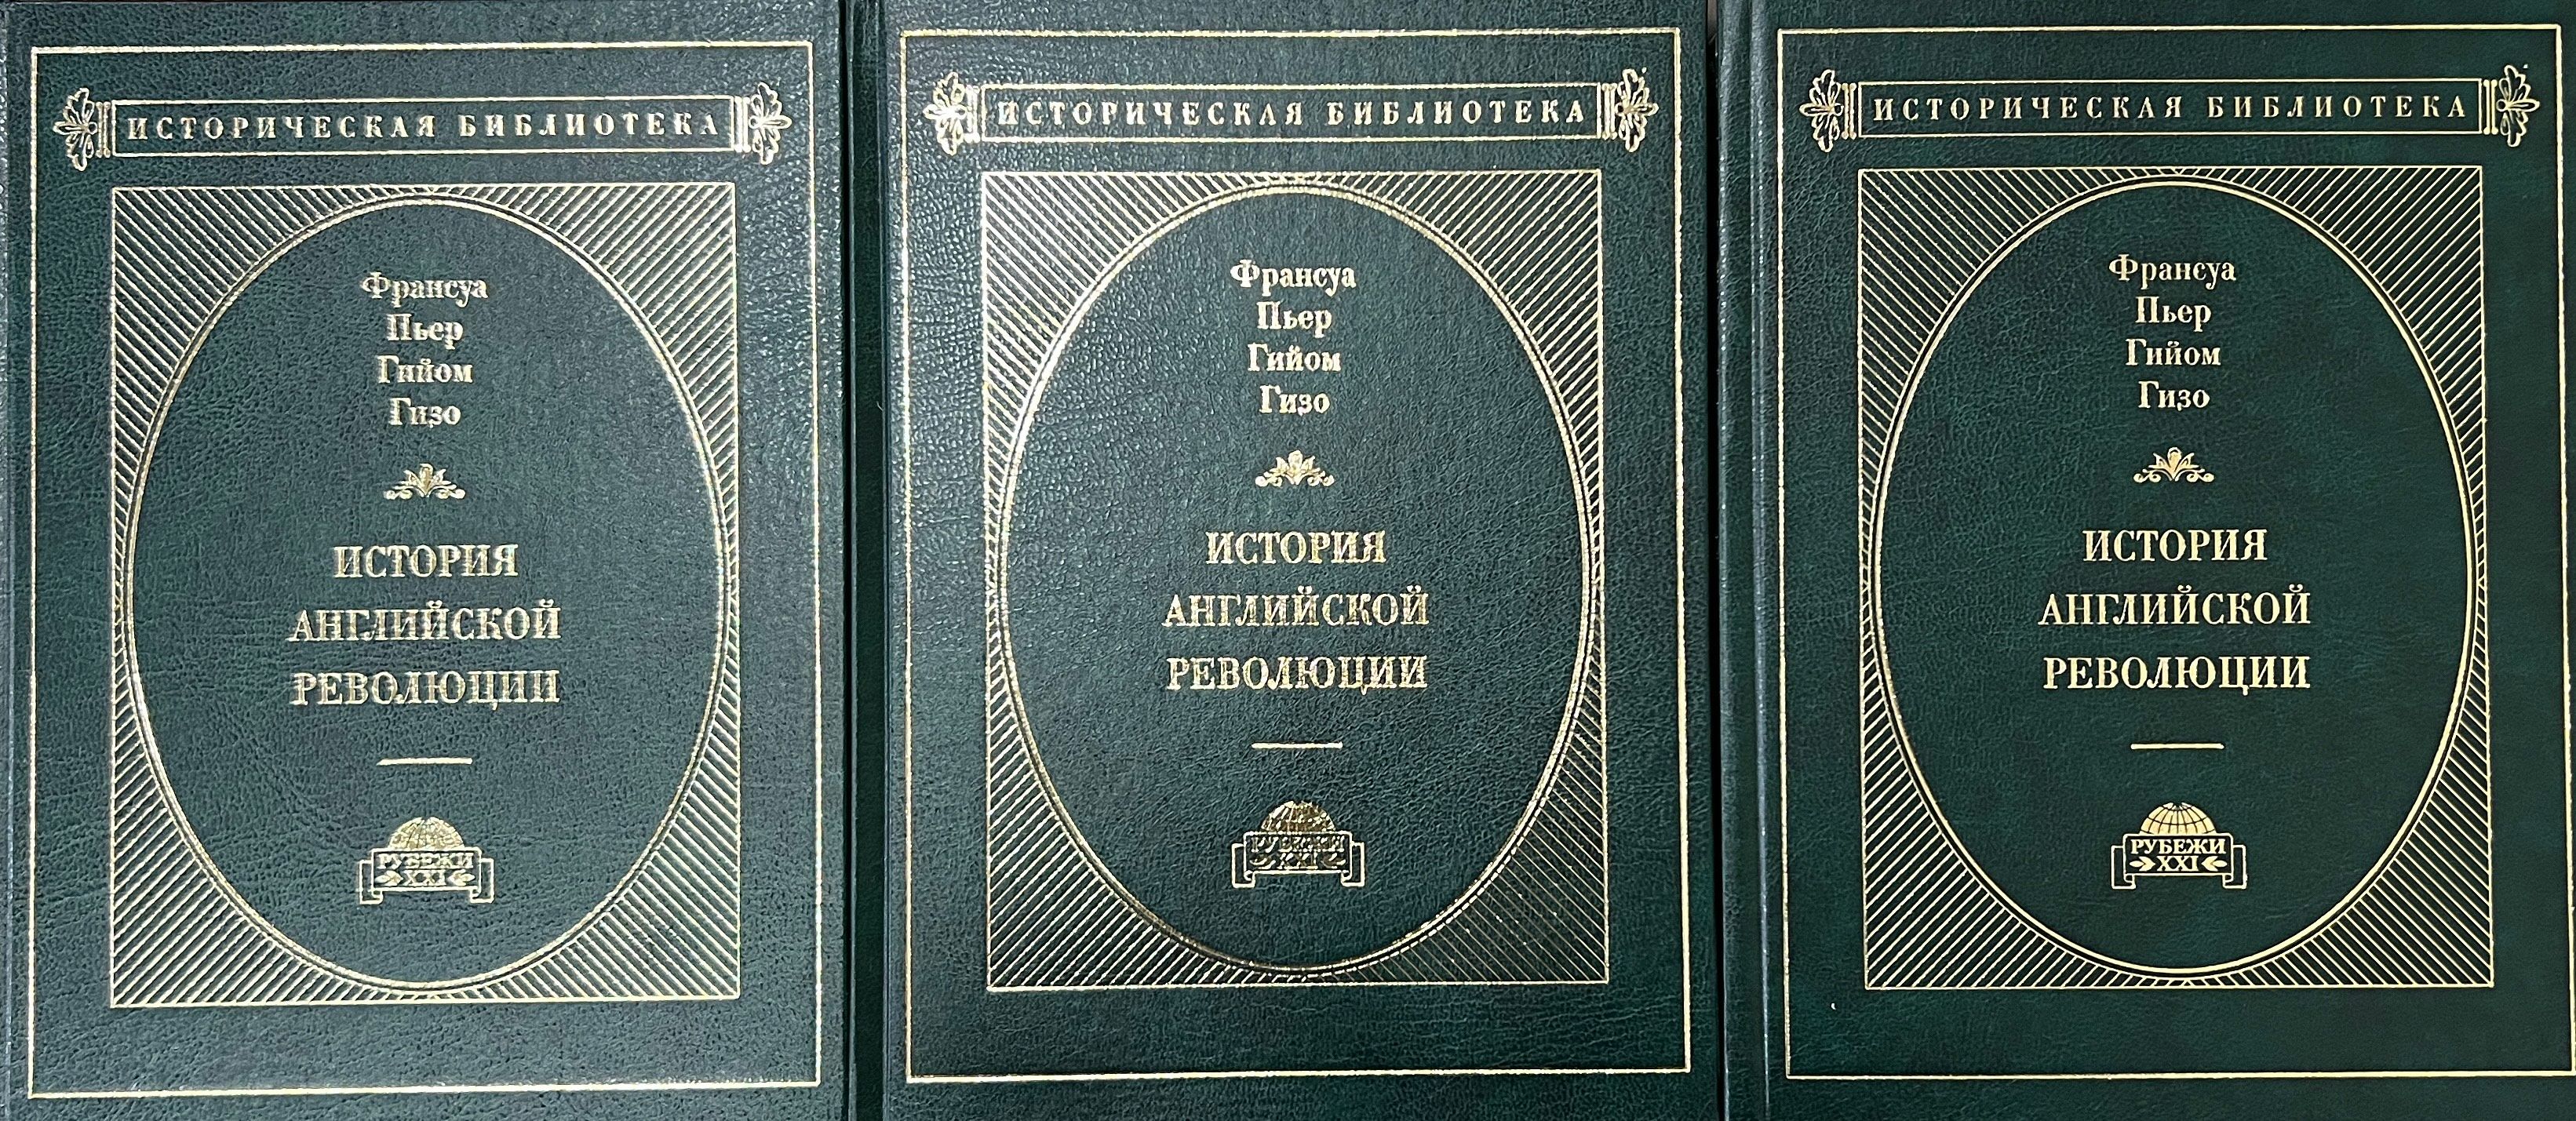 ИСТОРИЧЕСКАЯ БИБЛИОТЕКА
Франсуа
Пьер
Гийом
Гизо
ИСТОРИЯ
АНГЛИЙСКОЙ
РЕВОЛЮЦИИ
РУБЕЖИ
XXI
ИСТОРИЧЕСКАЯ БИБЛИОТЕКА
Франсуа
Пьер
Гийом
Гизо
ИСТОРИЯ
АНГЛИЙСКОЙ
РЕВОЛЮЦИИ
РУБЕЖИ
XXI
ИСТОРИЧЕСКАЯ БИБЛИОТЕКА
Франсуа
Пьер
Гийом
Гизо
ИСТОРИЯ
АНГЛИЙСКОЙ
РЕВОЛЮЦИИ
РУБЕЖИ
XXI